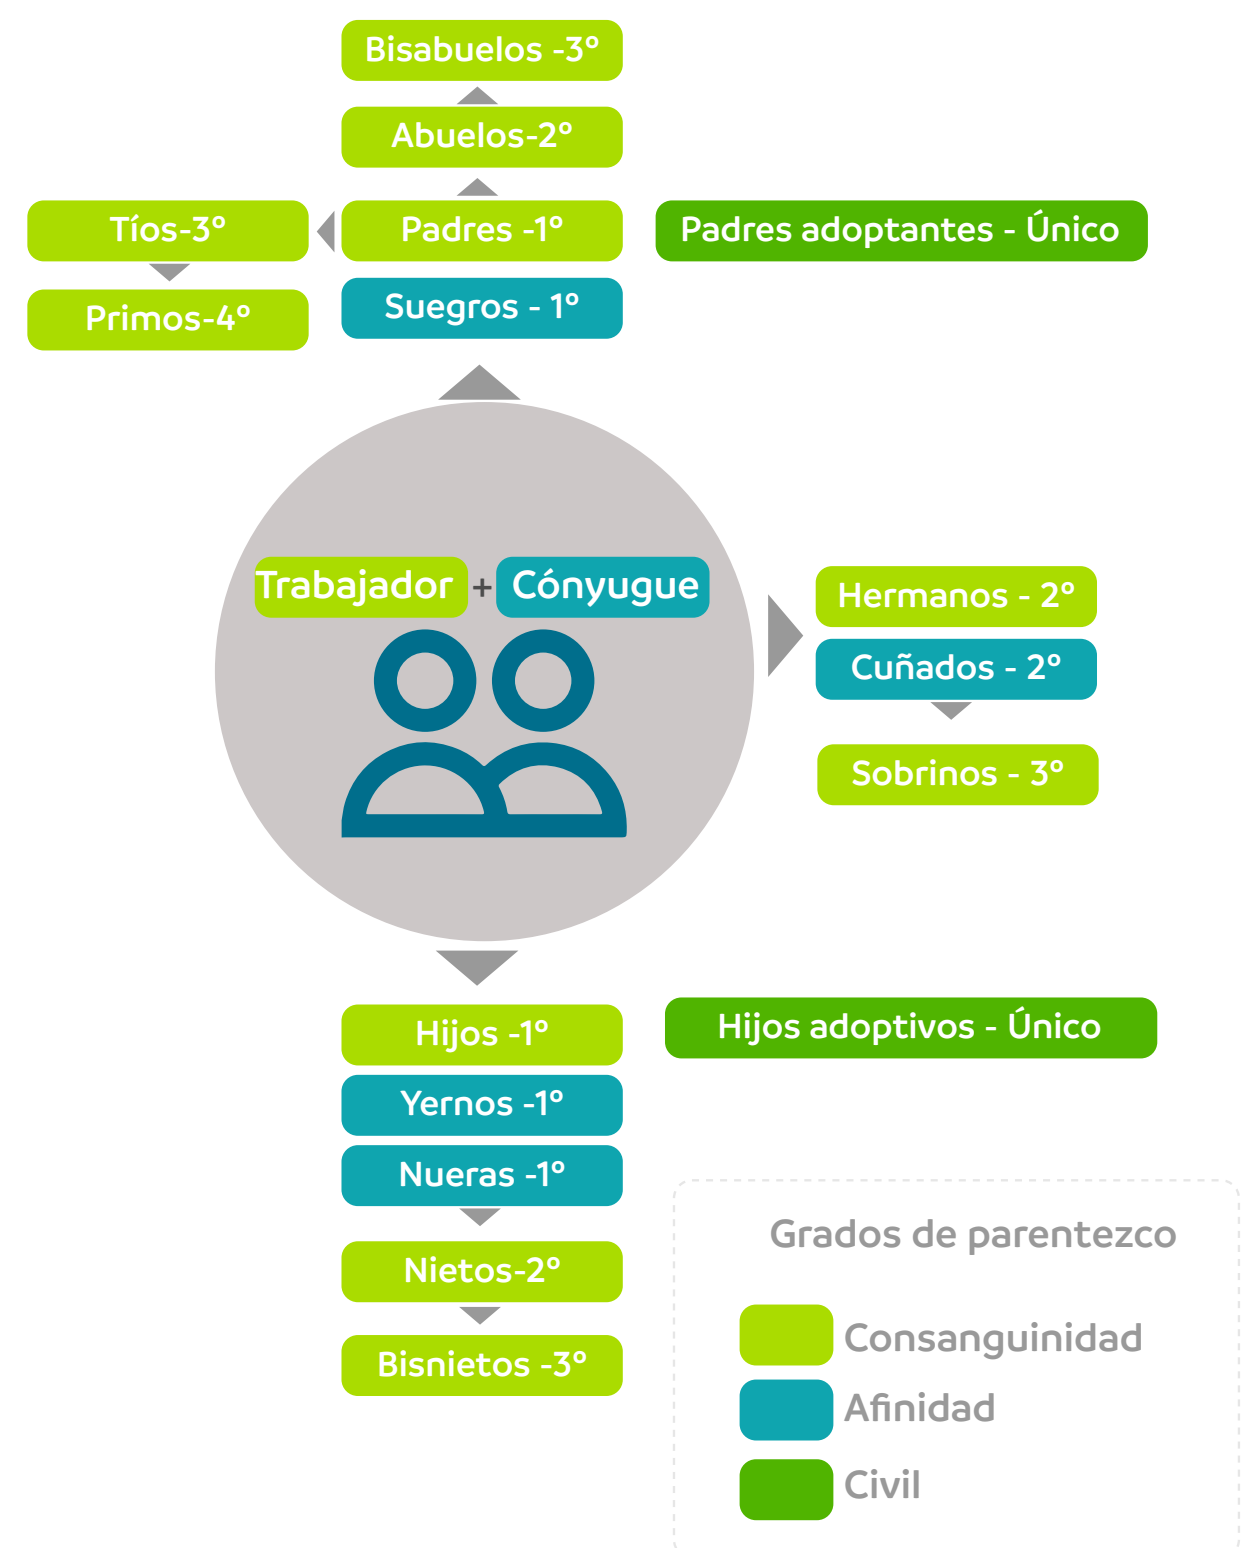 Bisabuelos -3º
Abuelos-2º
Tíos-3º
Padres -1º
Padres adoptantes - Único
Primos-4º
Suegros - 1º
Trabajador + Cónyugue
Hermanos - 2º
Cuñados - 2º
Sobrinos - 3º
Hijos -1º
Hijos adoptivos - Único
Yernos -1º
Nueras -1º
Nietos-2º
Bisnietos -3º
Grados de parentezco
Consanguinidad
Afinidad
Civil